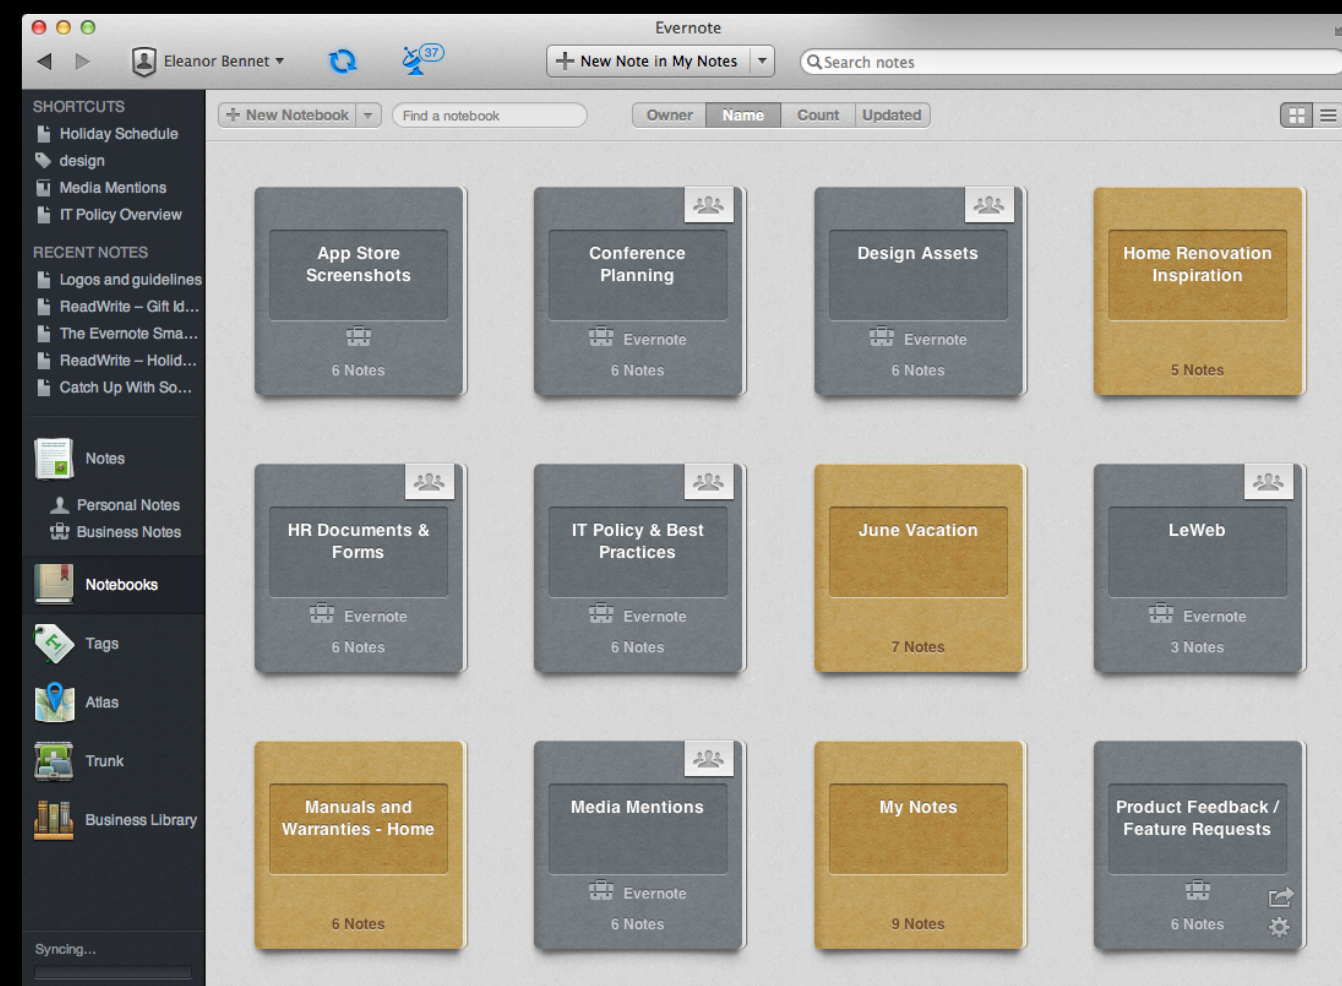 Evernote
Eleanor Bennet
37
New Note in My Notes
Search notes
SHORTCUTS
Holiday Schedule
design
Media Mentions
IT Policy Overview
RECENT NOTES
Logos and guidelines
ReadWrite – Gift Id...
The Evernote Sma...
ReadWrite – Holid...
Catch Up With So...
Notes
Personal Notes
Business Notes
Notebooks
Tags
Atlas
Trunk
Business Library
Syncing...
New Notebook
Find a notebook
Owner Name Count Updated
App Store
Screenshots
6 Notes
Conference
Planning
Evernote
6 Notes
Design Assets
Evernote
6 Notes
Home Renovation
Inspiration
5 Notes
HR Documents &
Forms
Evernote
6 Notes
IT Policy & Best
Practices
Evernote
6 Notes
June Vacation
7 Notes
LeWeb
Evernote
3 Notes
Manuals and
Warranties - Home
6 Notes
Media Mentions
Evernote
6 Notes
My Notes
9 Notes
Product Feedback /
Feature Requests
6 Notes